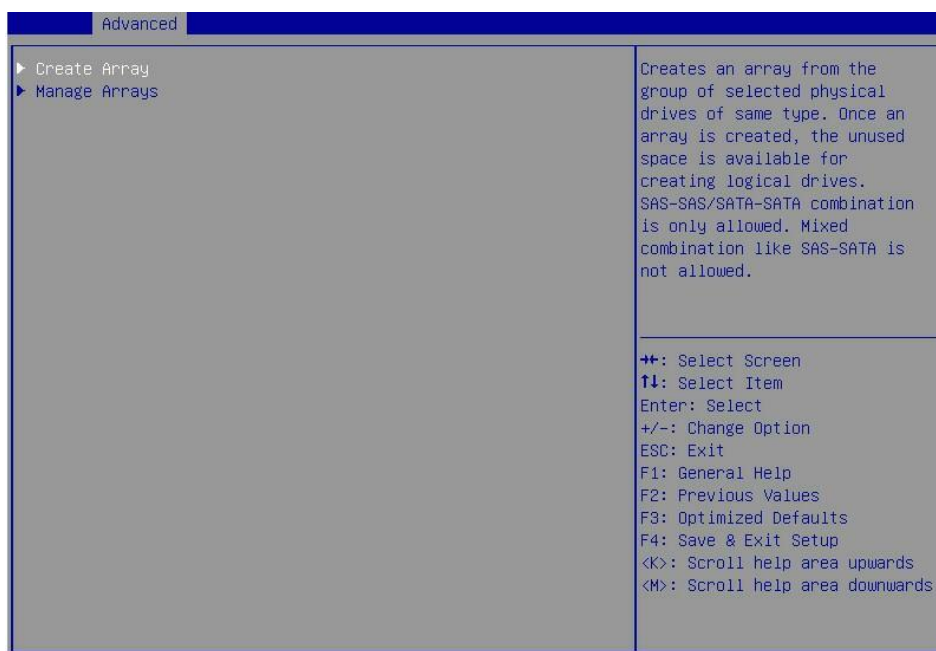 Advanced
Create Array
Manage Arrays
Creates an array from the
group of selected physical
drives of same type. Once an
array is created, the unused
space is available for
creating logical drives.
SAS-SAS/SATA-SATA combination
is only allowed. Mixed
combination like SAS-SATA is
not allowed.
→←: Select Screen
↑↓: Select Item
Enter: Select
+/-: Change Option
ESC: Exit
F1: General Help
F2: Previous Values
F3: Optimized Defaults
F4: Save & Exit Setup
<K>: Scroll help area upwards
<M>: Scroll help area downwards